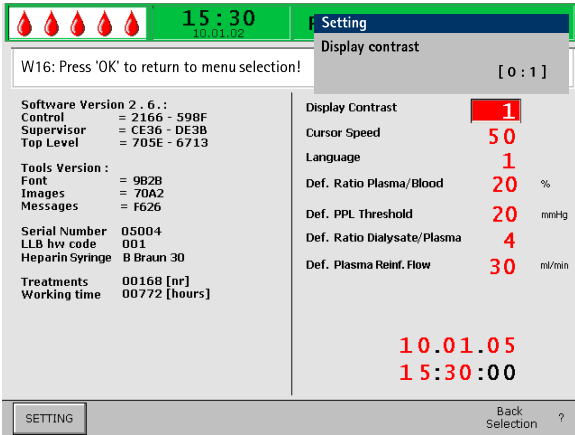 15:30
10.01.02
Setting
Display contrast
[ 0 : 1 ]
W16: Press 'OK' to return to menu selection!
Software Versio 2 . 6 . :
Control = 2166 - 598F
Supervisor = CE36 - DE3B
Top Level = 705E - 6713
Tools Version :
Font = 9B2B
Images = 70A2
Messages = F626
Serial Number 05004
LLB hw code 001
Heparin Syringe B Braun 30
Treatments 00168 [nr]
Working time 00772 [hours]
Display Contrast 1
Cursor Speed 50
Language 1
Def. Ratio Plasma/Blood 20 %
Def. PPL Threshold 20 mmHg
Def. Ratio Dialysate/Plasma 4
Def. Plasma Reinf. Flow 30 ml/min
10.01.05
15:30:00
SETTING
Back
Selection ?